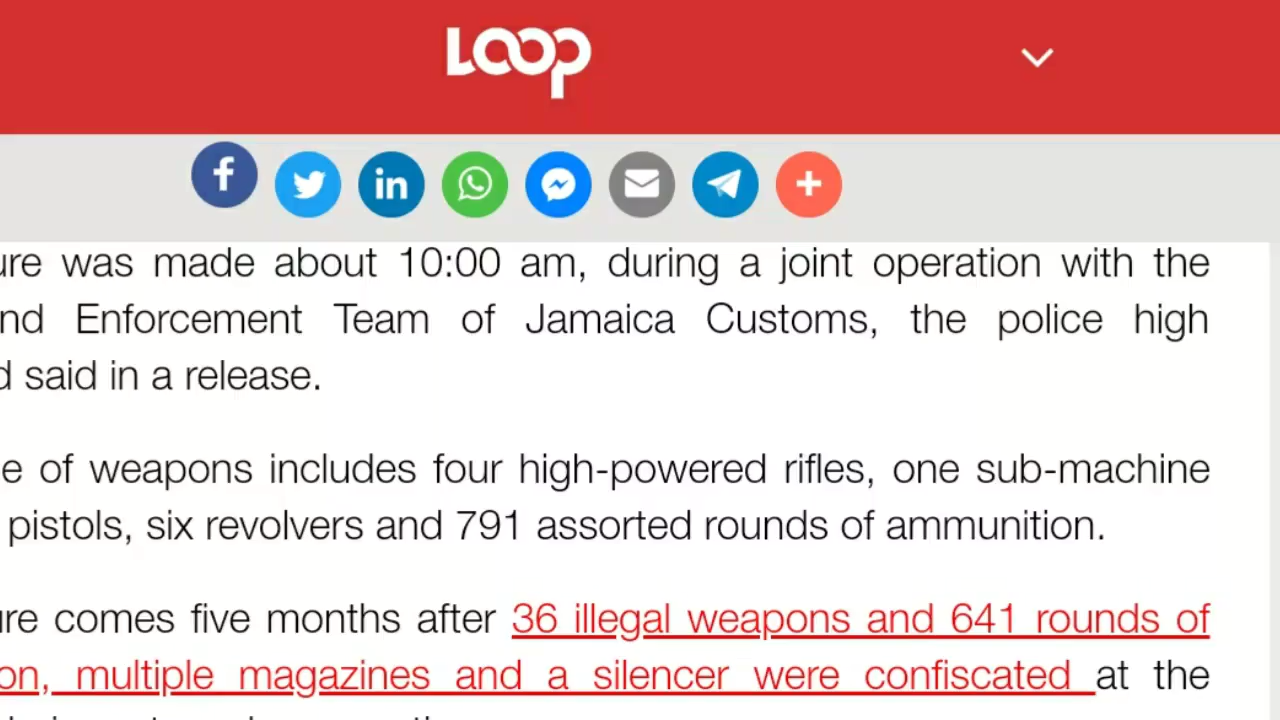 LOOP
ure was made about 10:00 am, during a joint operation with the
nd Enforcement Team of Jamaica Customs, the police high
d said in a release.
e of weapons includes four high-powered rifles, one sub-machine
pistols, six revolvers and 791 assorted rounds of ammunition.
ure comes five months after 36 illegal weapons and 641 rounds of
on, multiple magazines and a silencer were confiscated at the